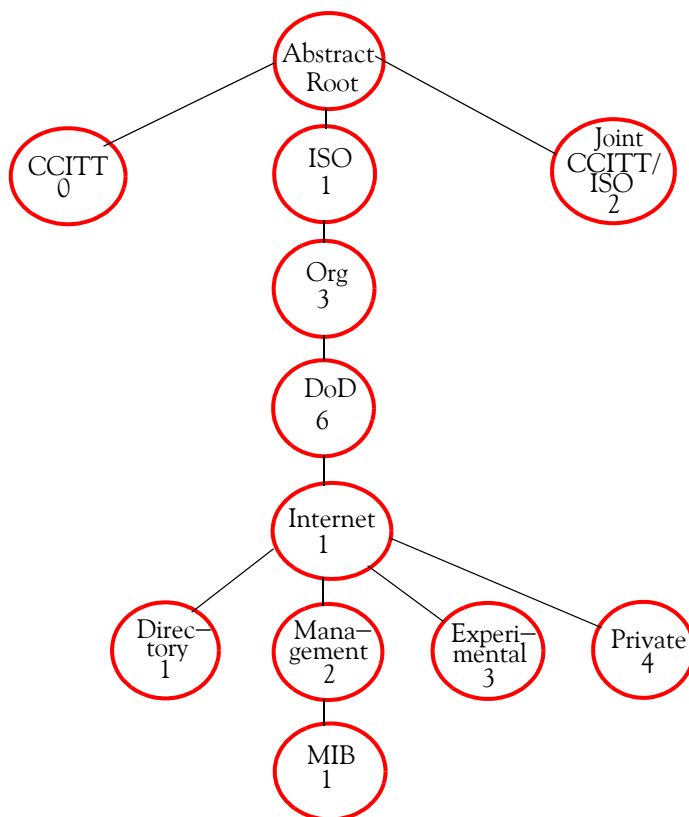 Abstract
Root
CCITT
0
ISO
1
Joint
CCITT/
ISO
2
Org
3
DoD
6
Internet
1
Direc–
tory
1
Mana–
gement
2
Experi–
mental
3
Private
4
MIB
1